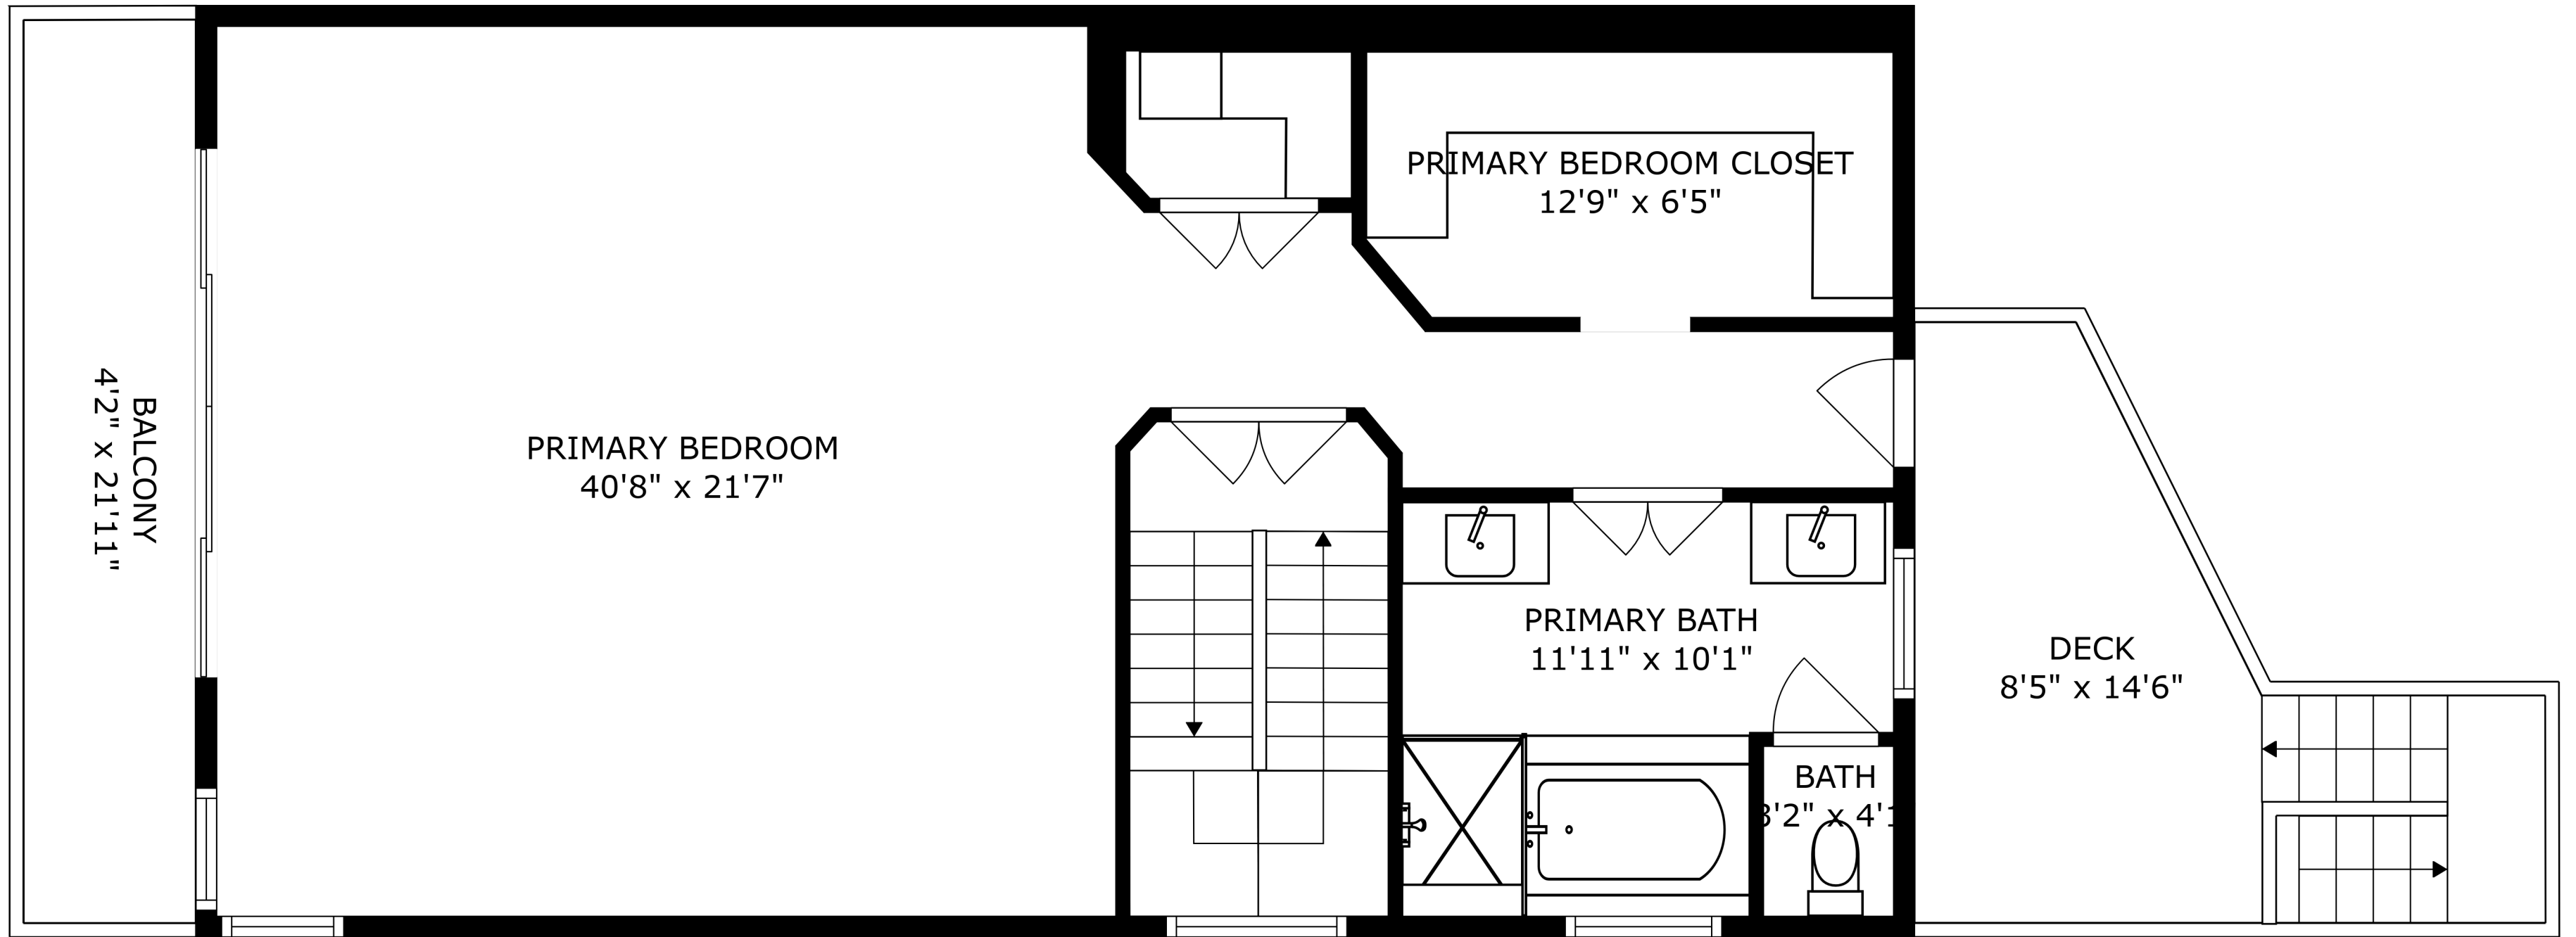 BALCONY
4'2" x 21'11"
PRIMARY BEDROOM
40'8" x 21'7"
PRIMARY BEDROOM CLOSET
12'9" x 6'5"
PRIMARY BATH
11'11" x 10'1"
BATH
DECK
8'5" x 14'6"